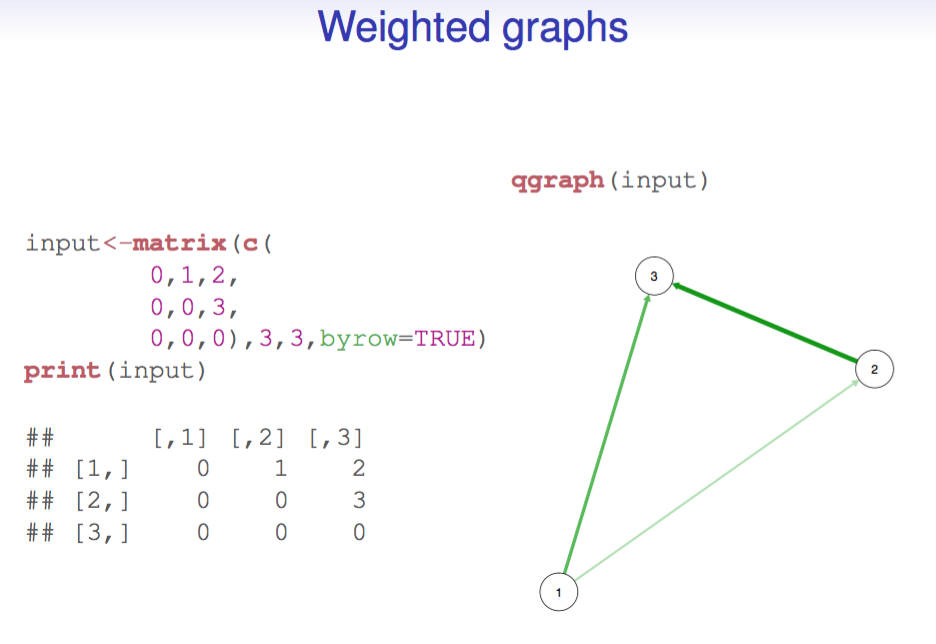 Weighted graphs
qgraph(input)
input<-matrix(c(
0,1,2,
0,0,3,
0,0,0),3,3,byrow=TRUE)
print(input)
## [,1] [,2] [,3]
## [1,] 0 1 2
## [2,] 0 0 3
## [3,] 0 0 0
3
2
1